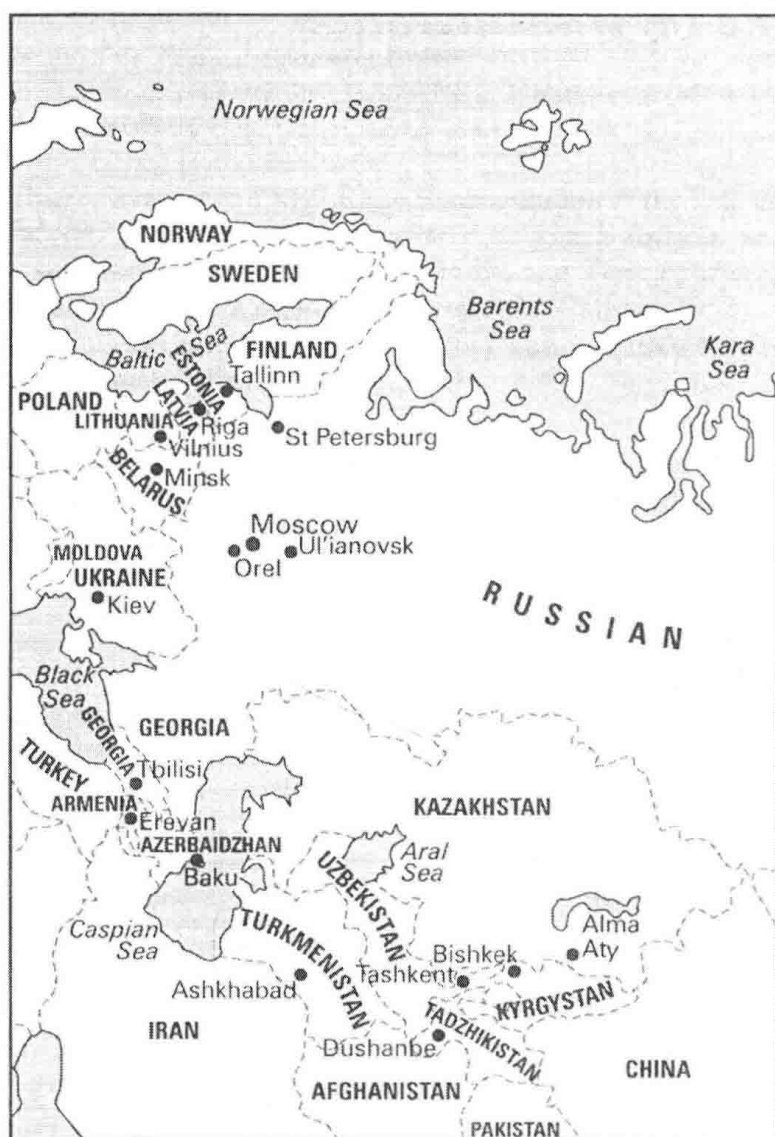 Norwegian Sea
NORWAY
SWEDEN
Barents
Sea
Kara
Sea
Baltic Sea
FINLAND
ESTONIA
Tallinn
LATVIA
Riga
POLAND
LITHUANIA
Vilnius
St Petersburg
BELARUS
Minsk
Moscow
Orel
Ul'ianovsk
MOLDOVA
UKRAINE
Kiev
RUSSIAN
Black
Sea
GEORGIA
GEORGIA
Tbilisi
TURKEY
ARMENIA
Erevan
AZERBAIDZHAN
Baku
KAZAKHSTAN
Aral
Sea
UZBEKISTAN
Caspian
Sea
TURKMENISTAN
Alma
Aty
Bishkek
Tashkent
Ashkhabad
KYRGYSTAN
TADZHIKISTAN
Dushanbe
IRAN
AFGHANISTAN
CHINA
PAKISTAN